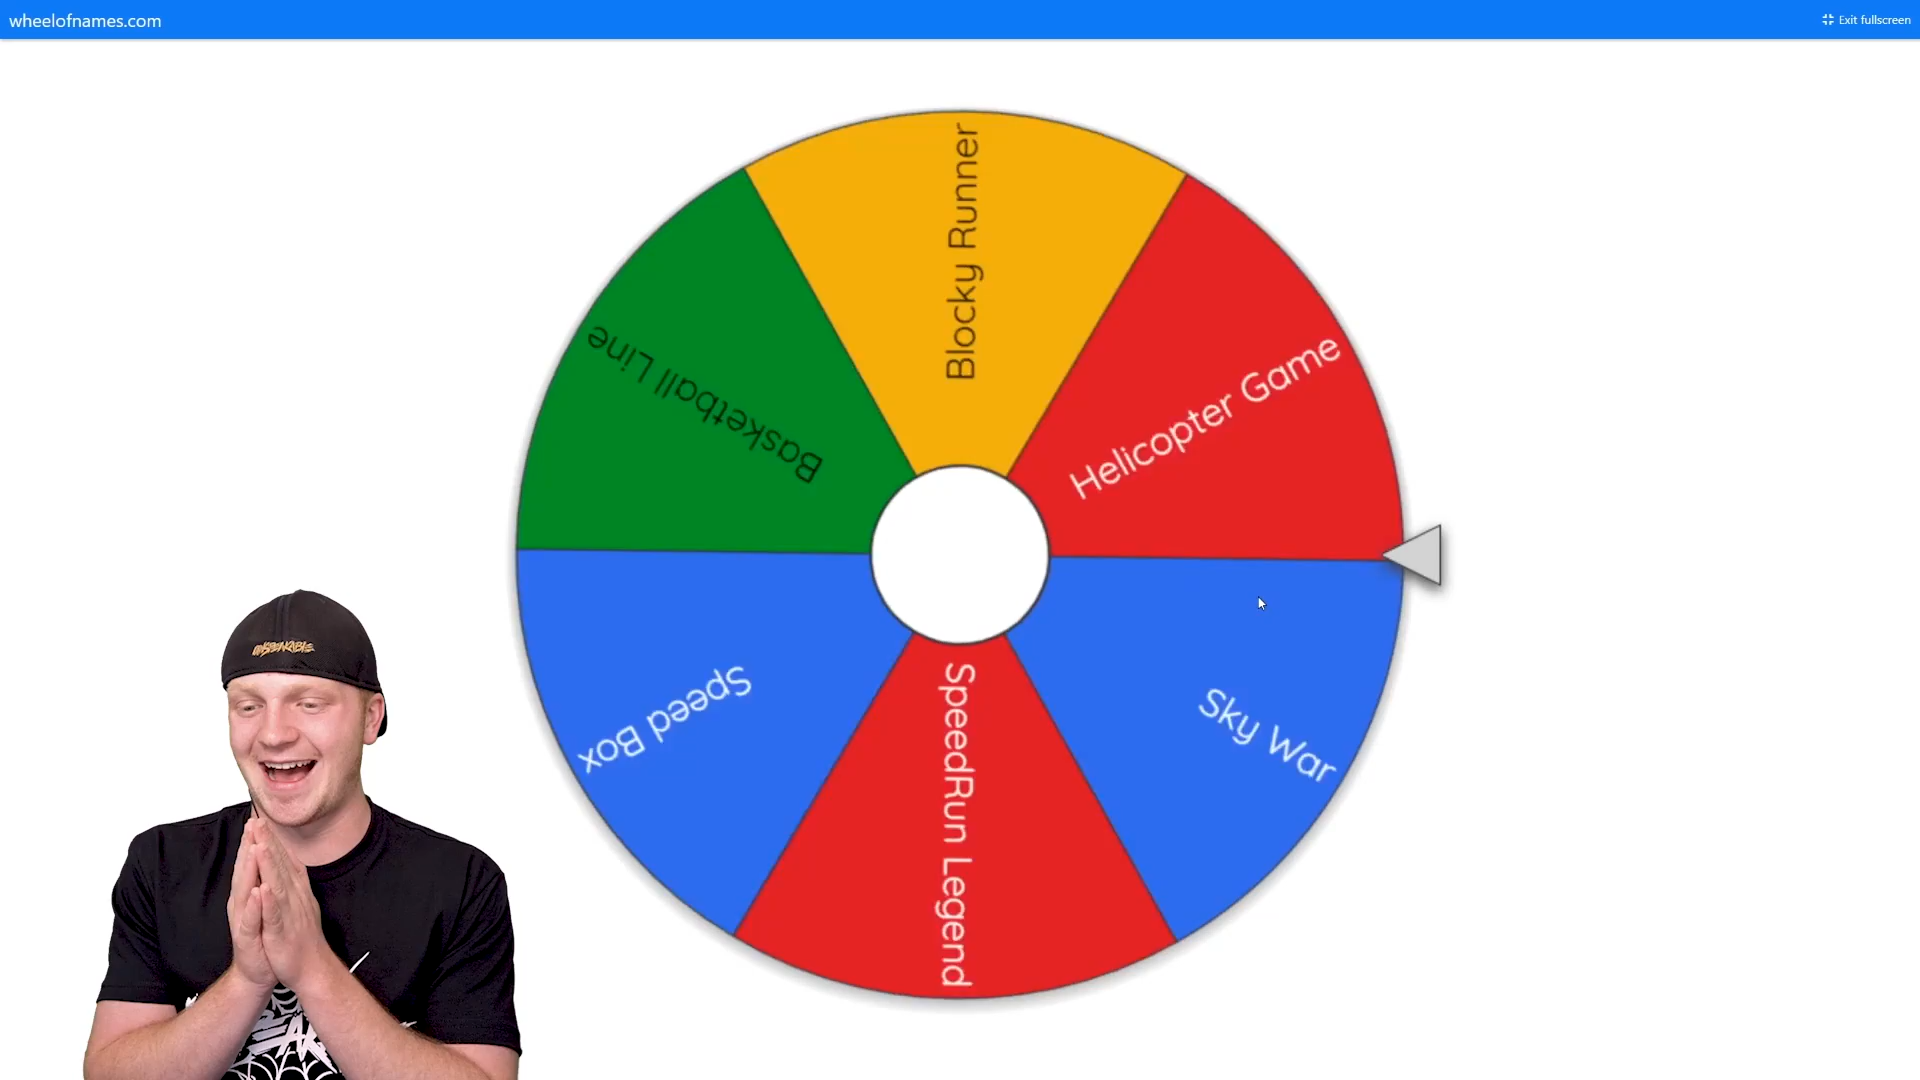 wheelofnames.com
Exit fullscreen
Blocky Runner
Helicopter Game
Basketball Line
Sky War
Speed Box
SpeedRun Legend